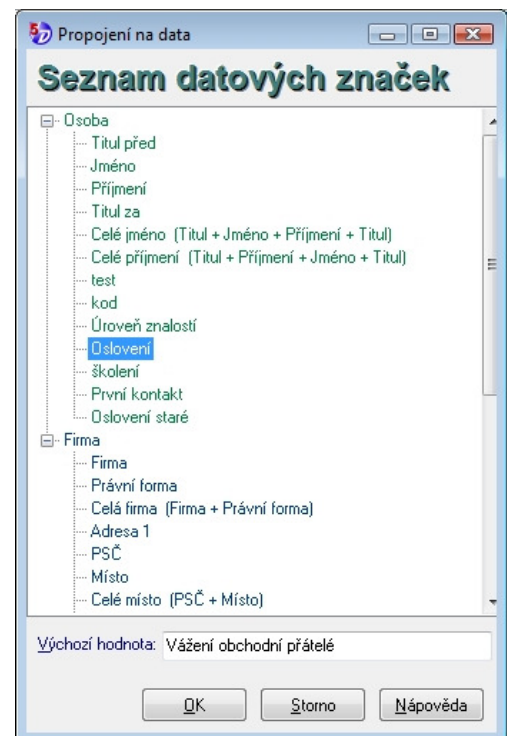 Propojení na data
Seznam datových značek
Osoba
Titul před
Jméno
Příjmení
Titul za
Celé jméno (Titul + Jméno + Příjmení + Titul)
Celé příjmení (Titul + Příjmení + Jméno + Titul)
test
kod
Úroveň znalostí
Oslovení
školení
První kontakt
Oslovení staré
Firma
Firma
Právní forma
Celá firma (Firma + Právní forma)
Adresa 1
PSČ
Místo
Celé místo (PSČ + Místo)
Výchozí hodnota: Vážení obchodní přátelé
OK Storno Nápověda